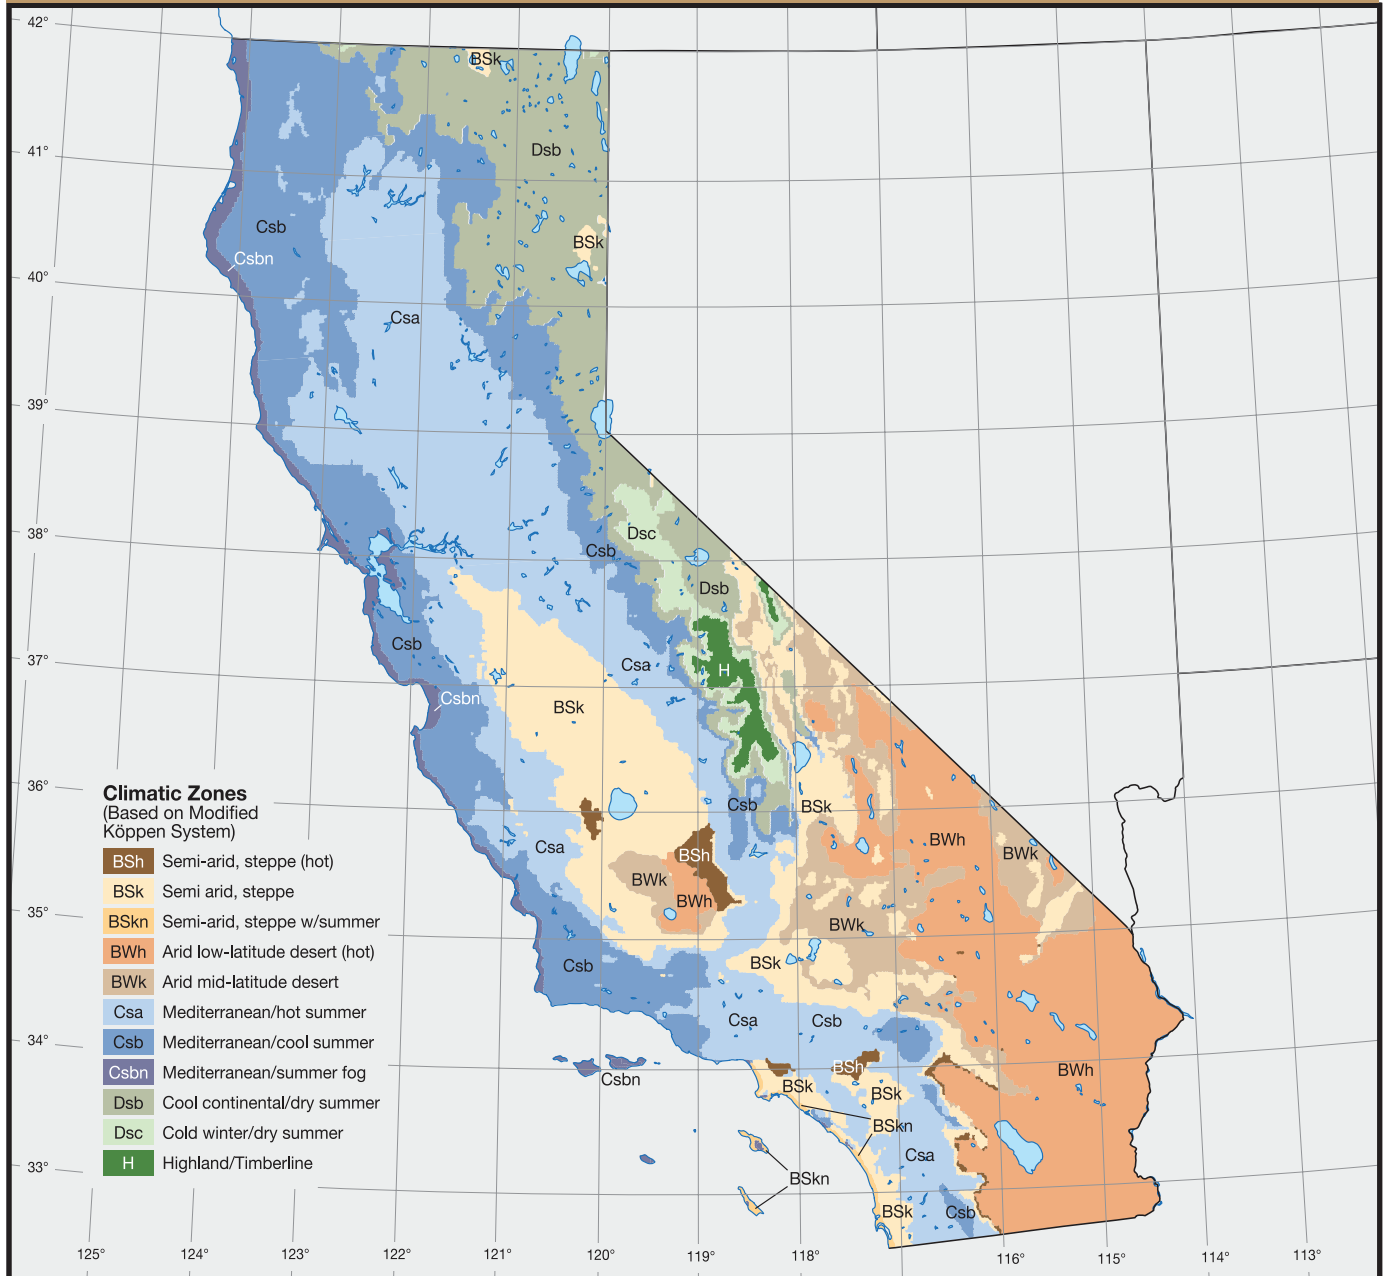 42°
BSk
41°
Dsb
Csb
BSk
Csbn
40°
Csa
39°
38°
Dsc
Csb
Dsb
Csb
37°
Csa
H
Csbn
BSk
36°
Climatic Zones
(Based on Modified
Köppen System)
BSh Semi-arid, steppe (hot)
BSk Semi arid, steppe
BSkn Semi-arid, steppe w/summer
BWh Arid low-latitude desert (hot)
BWk Arid mid-latitude desert
Csa Mediterranean/hot summer
Csb Mediterranean/cool summer
Csbn Mediterranean/summer fog
Dsb Cool continental/dry summer
Dsc Cold winter/dry summer
H Highland/Timberline
Csb
BSk
Csa
BSh
BWh
BWk
BWk
BWh
35°
BWk
Csb
BSk
Csa
Csb
34°
BSh
BWh
Csbn
BSk
BSk
BSkn
Csa
33°
BSkn
BSk
Csb
125°
124°
123°
122°
121°
120°
119°
118°
116°
115°
114°
113°